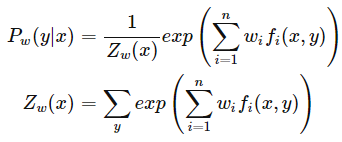 $P_w(y|x) = \frac{1}{Z_w(x)} exp\left(\sum_{i=1}^{n} w_i f_i(x,y)\right)$
$Z_w(x) = \sum_{y} exp\left(\sum_{i=1}^{n} w_i f_i(x,y)\right)$